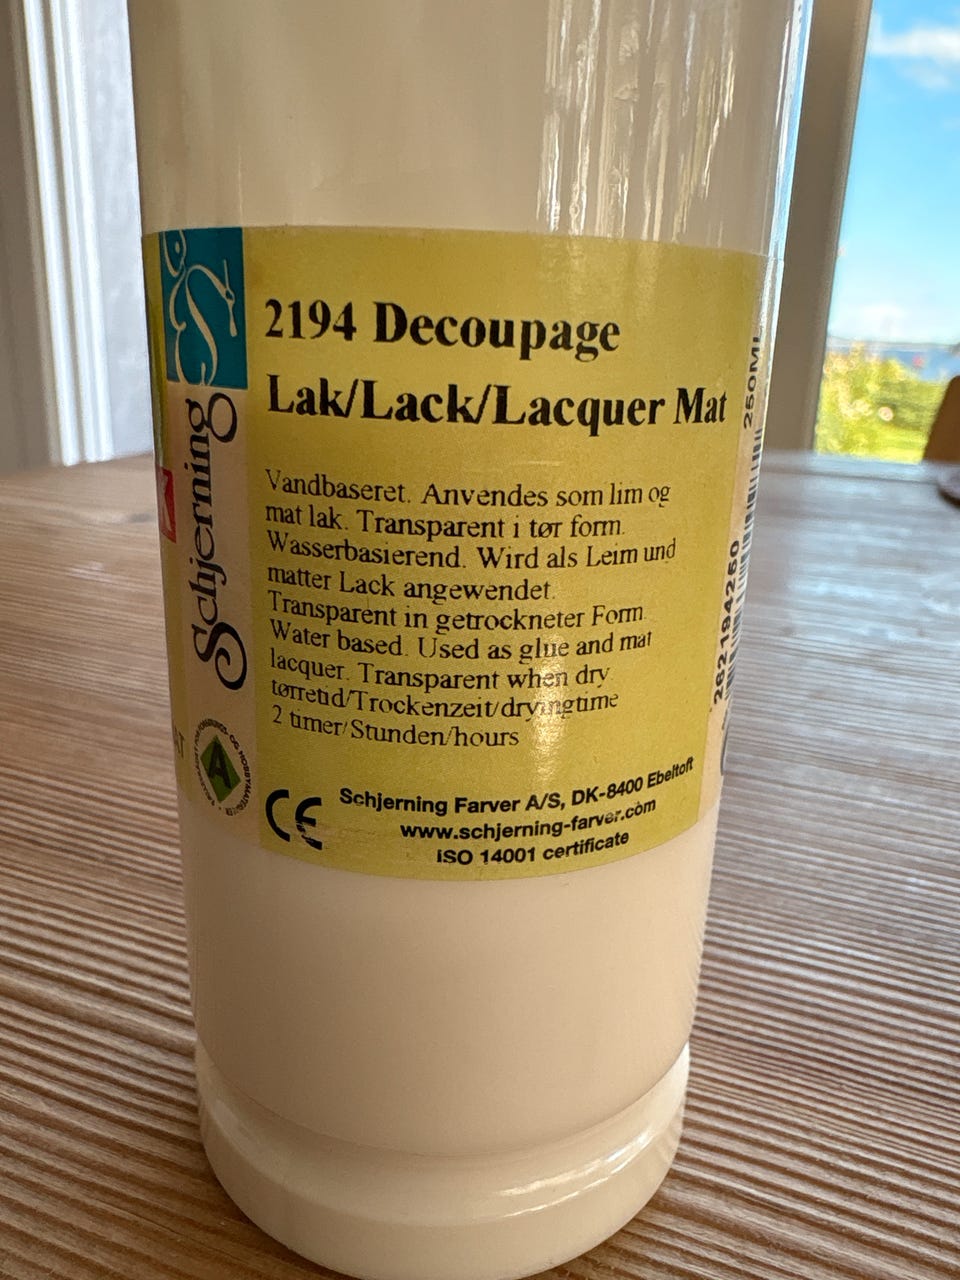 2194 Decoupage
Lak/Lack/Lacquer Mat
Vandbaseret. Anvendes som lim og
mat lak. Transparent i tør form.
Wasserbasierend. Wird als Leim und
matter Lack angewendet.
Transparent in getrockneter Form.
Water based. Used as glue and mat
lacquer. Transparent when dry.
tørretid/Trockenzeit/dryingtime
2 timer/Stunden/hours
CE
Schjerning Farver A/S, DK-8400 Ebeltoft
www.schjerning-farver.com
ISO 14001 certificate
Schjerning
A
250ML